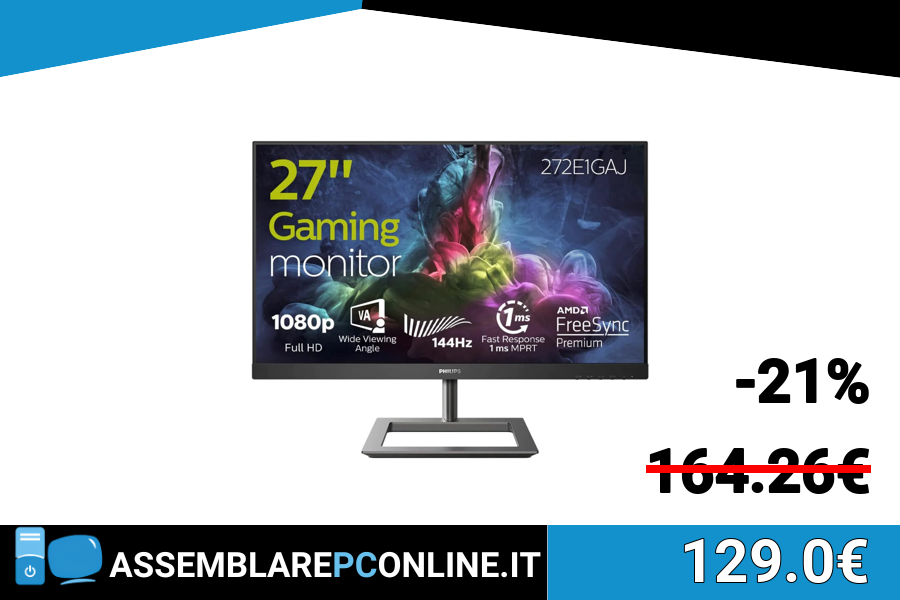 27"
Gaming
monitor
272E1GAJ
1080p
Full HD
VA
Wide Viewing
Angle
144Hz
1ms
Fast Response
1 ms MPRT
AMD
FreeSync
Premium
PHILIPS
-21%
164.26€
ASSEMBLAREPCONLINE.IT
129.0€